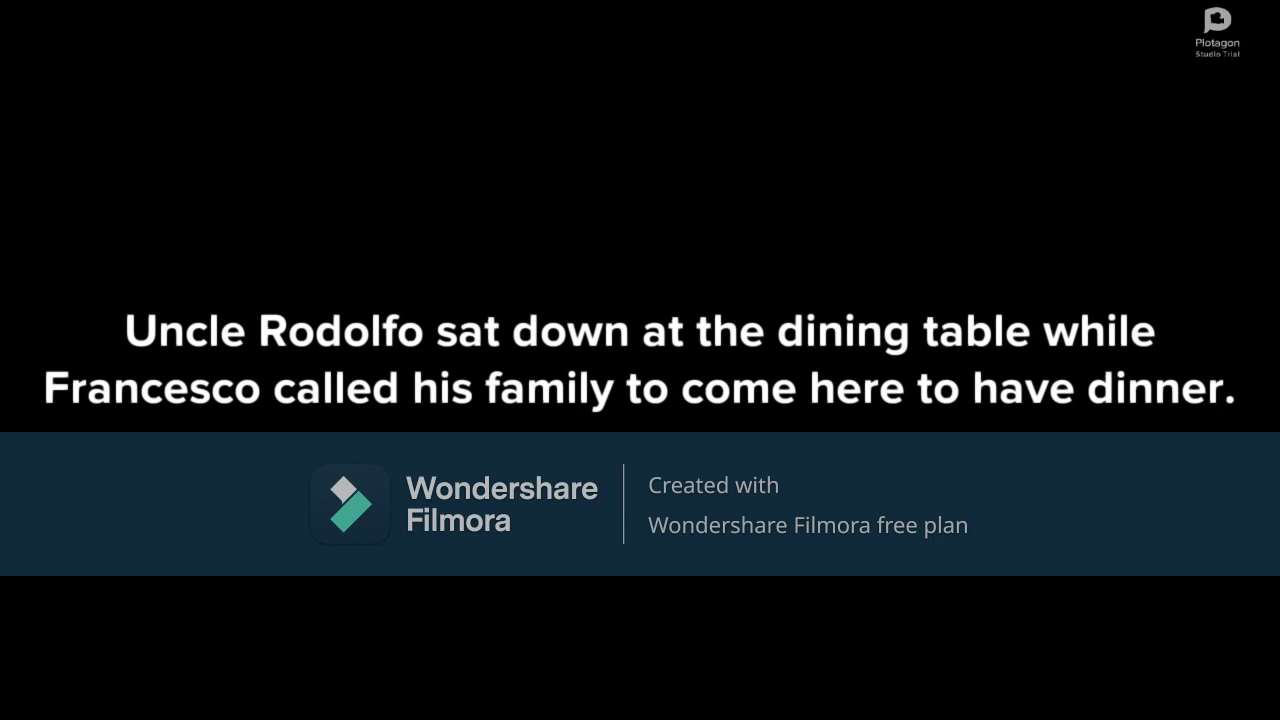 Plotagon
Studio Trial
Uncle Rodolfo sat down at the dining table while
Francesco called his family to come here to have dinner.
Wondershare
Filmora
Created with
Wondershare Filmora free plan